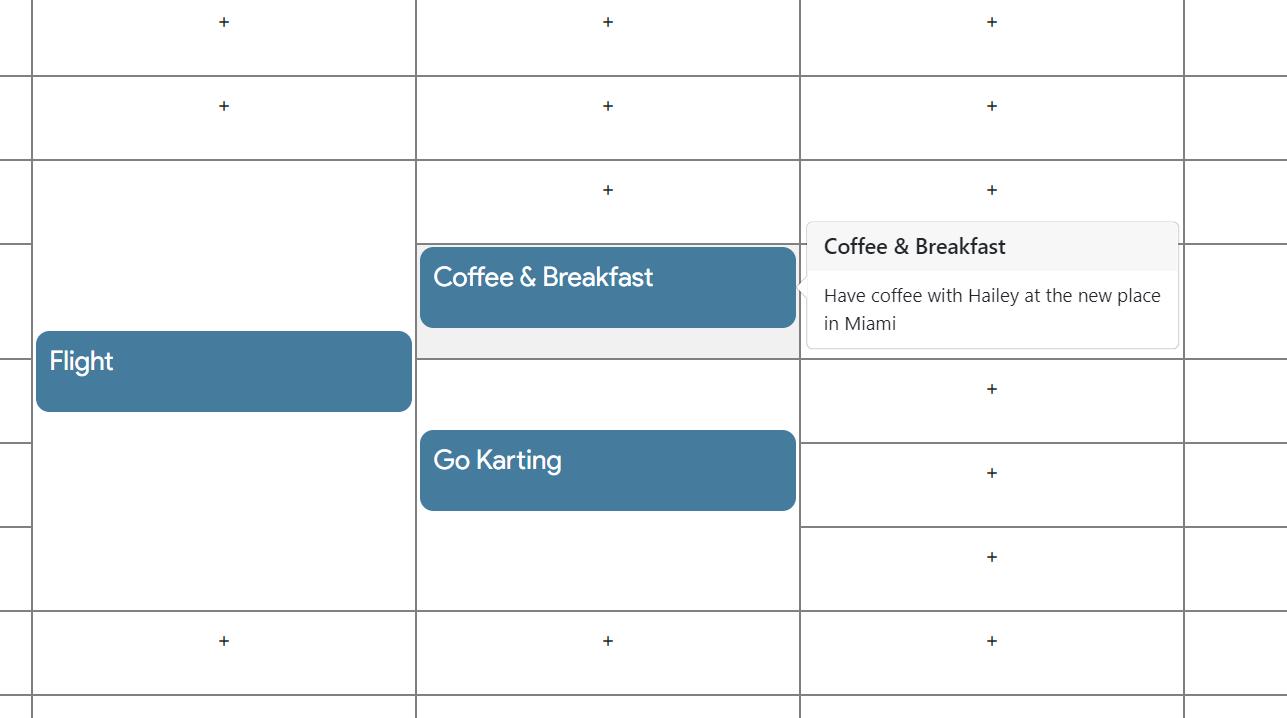 + + +
+ + +
+ +
Coffee & Breakfast
Coffee & Breakfast
Have coffee with Hailey at the new place
in Miami
Flight
+
Go Karting
+
+
+ + +